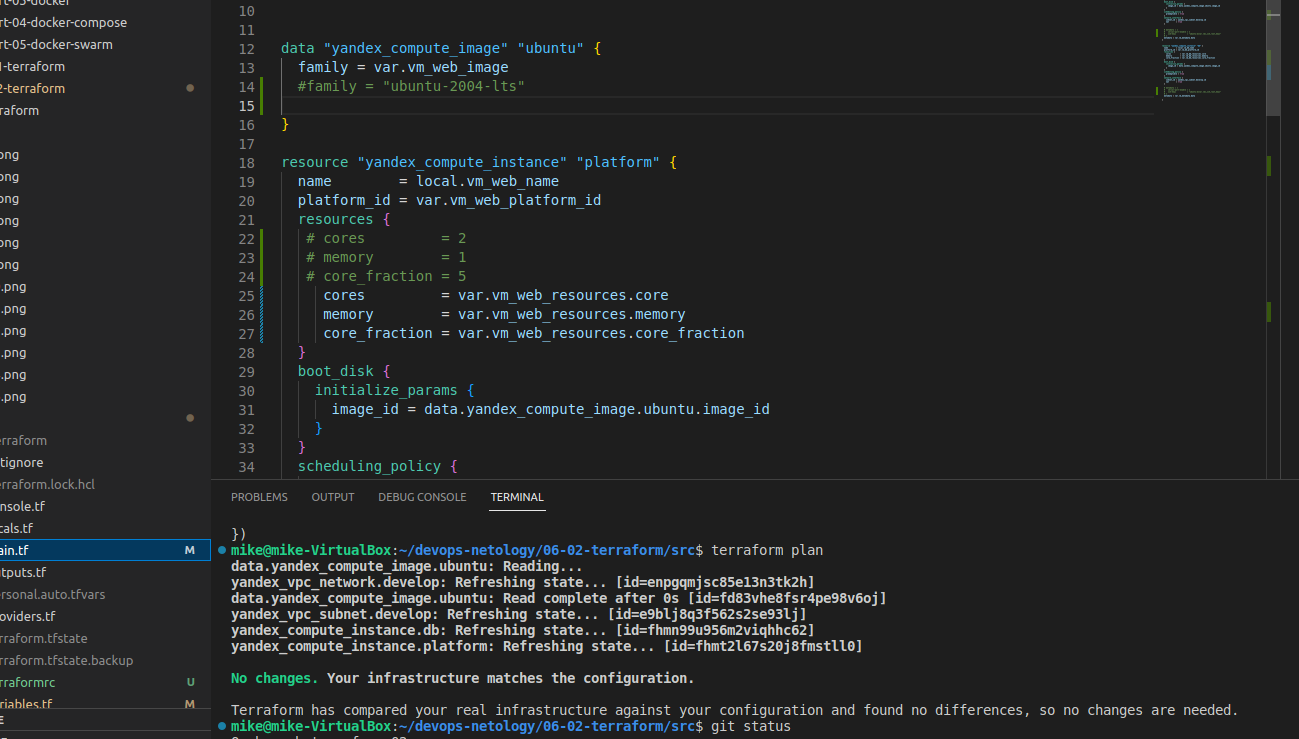 rt-03-docker
rt-04-docker-compose
rt-05-docker-swarm
1-terraform
2-terraform
raform
png
png
png
png
png
png
.png
.png
.png
.png
.png
.png
erraform
tignore
erraform.lock.hcl
nsole.tf
cals.tf
ain.tf M
utputs.tf
ersonal.auto.tfvars
oviders.tf
rraform.tfstate
rraform.tfstate.backup
rraformrc U
riables.tf M
E
10
11
12 data "yandex_compute_image" "ubuntu" {
13 family = var.vm_web_image
14 #family = "ubuntu-2004-lts"
15
16 }
17
18 resource "yandex_compute_instance" "platform" {
19 name = local.vm_web_name
20 platform_id = var.vm_web_platform_id
21 resources {
22 # cores = 2
23 # memory = 1
24 # core_fraction = 5
25 cores = var.vm_web_resources.core
26 memory = var.vm_web_resources.memory
27 core_fraction = var.vm_web_resources.core_fraction
28 }
29 boot_disk {
30 initialize_params {
31 image_id = data.yandex_compute_image.ubuntu.image_id
32 }
33 }
34 scheduling_policy {
PROBLEMS OUTPUT DEBUG CONSOLE TERMINAL
})
mike@mike-VirtualBox:~/devops-netology/06-02-terraform/src$ terraform plan
data.yandex_compute_image.ubuntu: Reading...
yandex_vpc_network.develop: Refreshing state... [id=enpgqmjsc85e13n3tk2h]
data.yandex_compute_image.ubuntu: Read complete after 0s [id=fd83vhe8fsr4pe98v6oj]
yandex_vpc_subnet.develop: Refreshing state... [id=e9blj8q3f562s2se93lj]
yandex_compute_instance.db: Refreshing state... [id=fhmn99u956m2viqhhc62]
yandex_compute_instance.platform: Refreshing state... [id=fhmt2l67s20j8fmstll0]
No changes. Your infrastructure matches the configuration.
Terraform has compared your real infrastructure against your configuration and found no differences, so no changes are needed.
mike@mike-VirtualBox:~/devops-netology/06-02-terraform/src$ git status